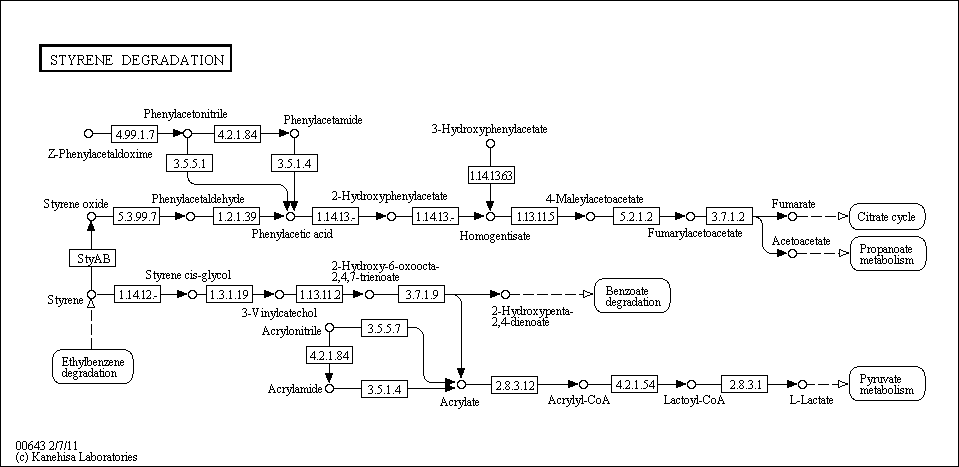 STYRENE DEGRADATION
Phenylacetonitrile
Phenylacetamide
3-Hydroxyphenylacetate
4.99.1.7
4.2.1.84
Z-Phenylacetaldoxime
3.5.5.1
3.5.1.4
1.14.13.63
Styrene oxide
Phenylacetaldehyde
2-Hydroxyphenylacetate
4-Maleylacetoacetate
Fumarate
5.3.99.7
1.2.1.39
1.14.13.-
1.14.13.-
1.13.11.5
5.2.1.2
3.7.1.2
Citrate cycle
Phenylacetic acid
Homogentisate
Fumarylacetoacetate
Acetoacetate
Propanoate
metabolism
StyAB
Styrene cis-glycol
2-Hydroxy-6-oxoocta-
2,4,7-trienoate
Styrene
1.14.12.-
1.3.1.19
1.13.11.2
3.7.1.9
Benzoate
degradation
3-Vinylcatechol
2-Hydroxypenta-
2,4-dienoate
Acrylonitrile
3.5.5.7
4.2.1.84
Ethylbenzene
degradation
Acrylamide
3.5.1.4
Acrylate
2.8.3.12
Acrylyl-CoA
4.2.1.54
Lactoyl-CoA
2.8.3.1
L-Lactate
Pyruvate
metabolism
00643 2/7/11
(c) Kanehisa Laboratories